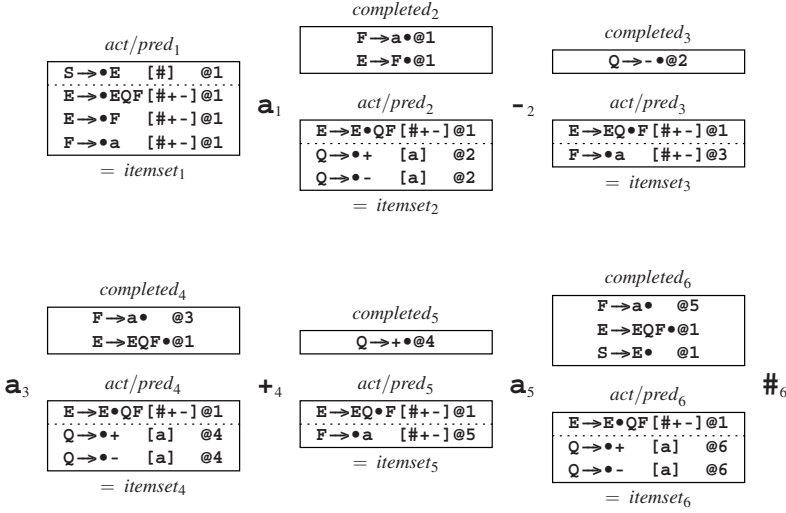 act/pred₁
S→•E [#] @1
E→•EQF[#+-]@1
E→•F [#+-]@1
F→•a [#+-]@1
= itemset₁
a₁
completed₂
F→a•@1
E→F•@1
act/pred₂
E→E•QF[#+-]@1
Q→•+ [a] @2
Q→•- [a] @2
= itemset₂
-₂
completed₃
Q→-•@2
act/pred₃
E→EQ•F[#+-]@1
F→•a [#+-]@3
= itemset₃
a₃
completed₄
F→a• @3
E→EQF•@1
act/pred₄
E→E•QF[#+-]@1
Q→•+ [a] @4
Q→•- [a] @4
= itemset₄
+₄
completed₅
Q→+•@4
act/pred₅
E→EQ•F[#+-]@1
F→•a [#+-]@5
= itemset₅
a₅
completed₆
F→a• @5
E→EQF•@1
S→E• @1
act/pred₆
E→E•QF[#+-]@1
Q→•+ [a] @6
Q→•- [a] @6
= itemset₆
#₆